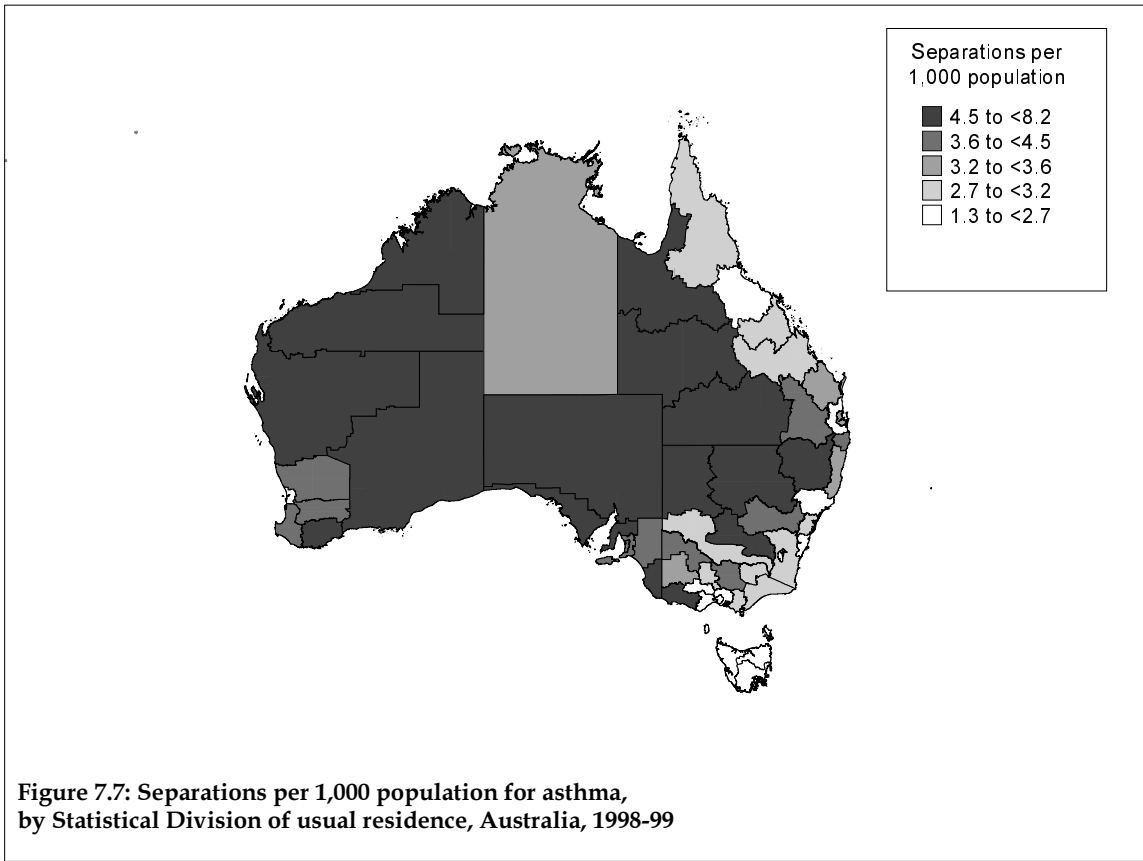 Separations per
1,000 population
4.5 to <8.2
3.6 to <4.5
3.2 to <3.6
2.7 to <3.2
1.3 to <2.7
Figure 7.7: Separations per 1,000 population for asthma,
by Statistical Division of usual residence, Australia, 1998-99